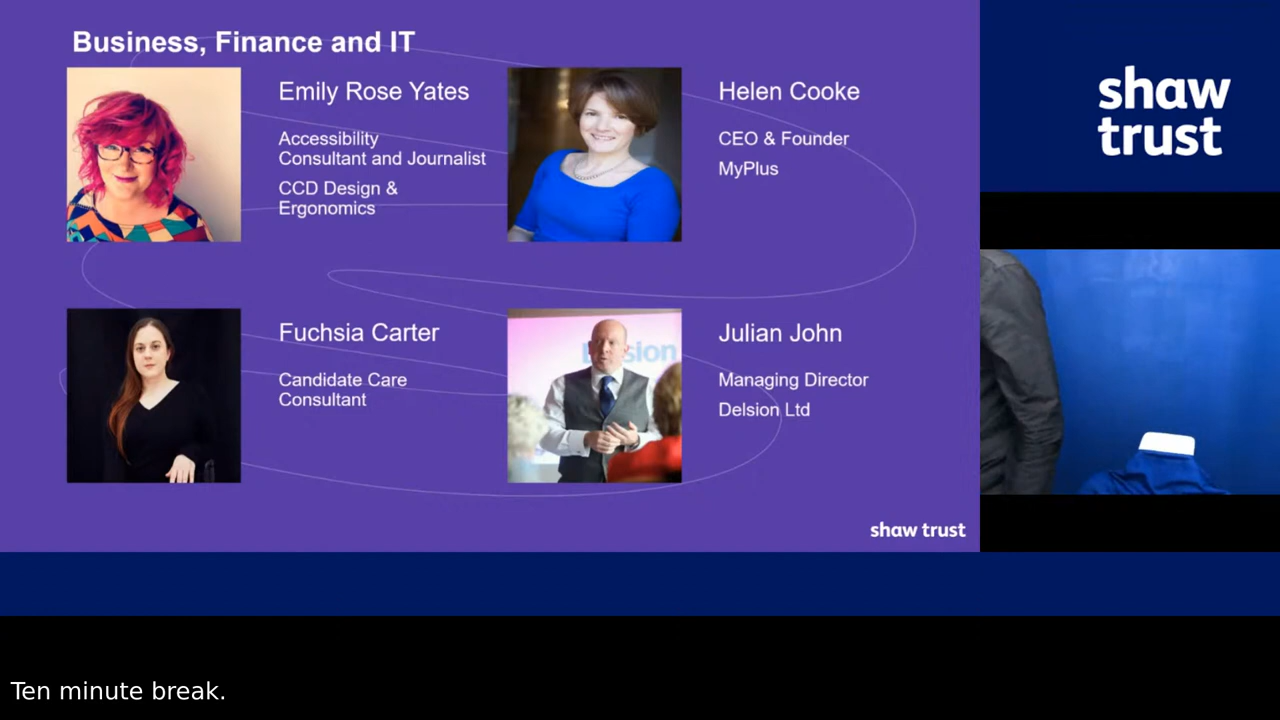 Business, Finance and IT
Emily Rose Yates
Accessibility
Consultant and Journalist
CCD Design &
Ergonomics
Helen Cooke
CEO & Founder
MyPlus
Fuchsia Carter
Candidate Care
Consultant
Julian John
Managing Director
Delsion Ltd
shaw trust
shaw
trust
Ten minute break.